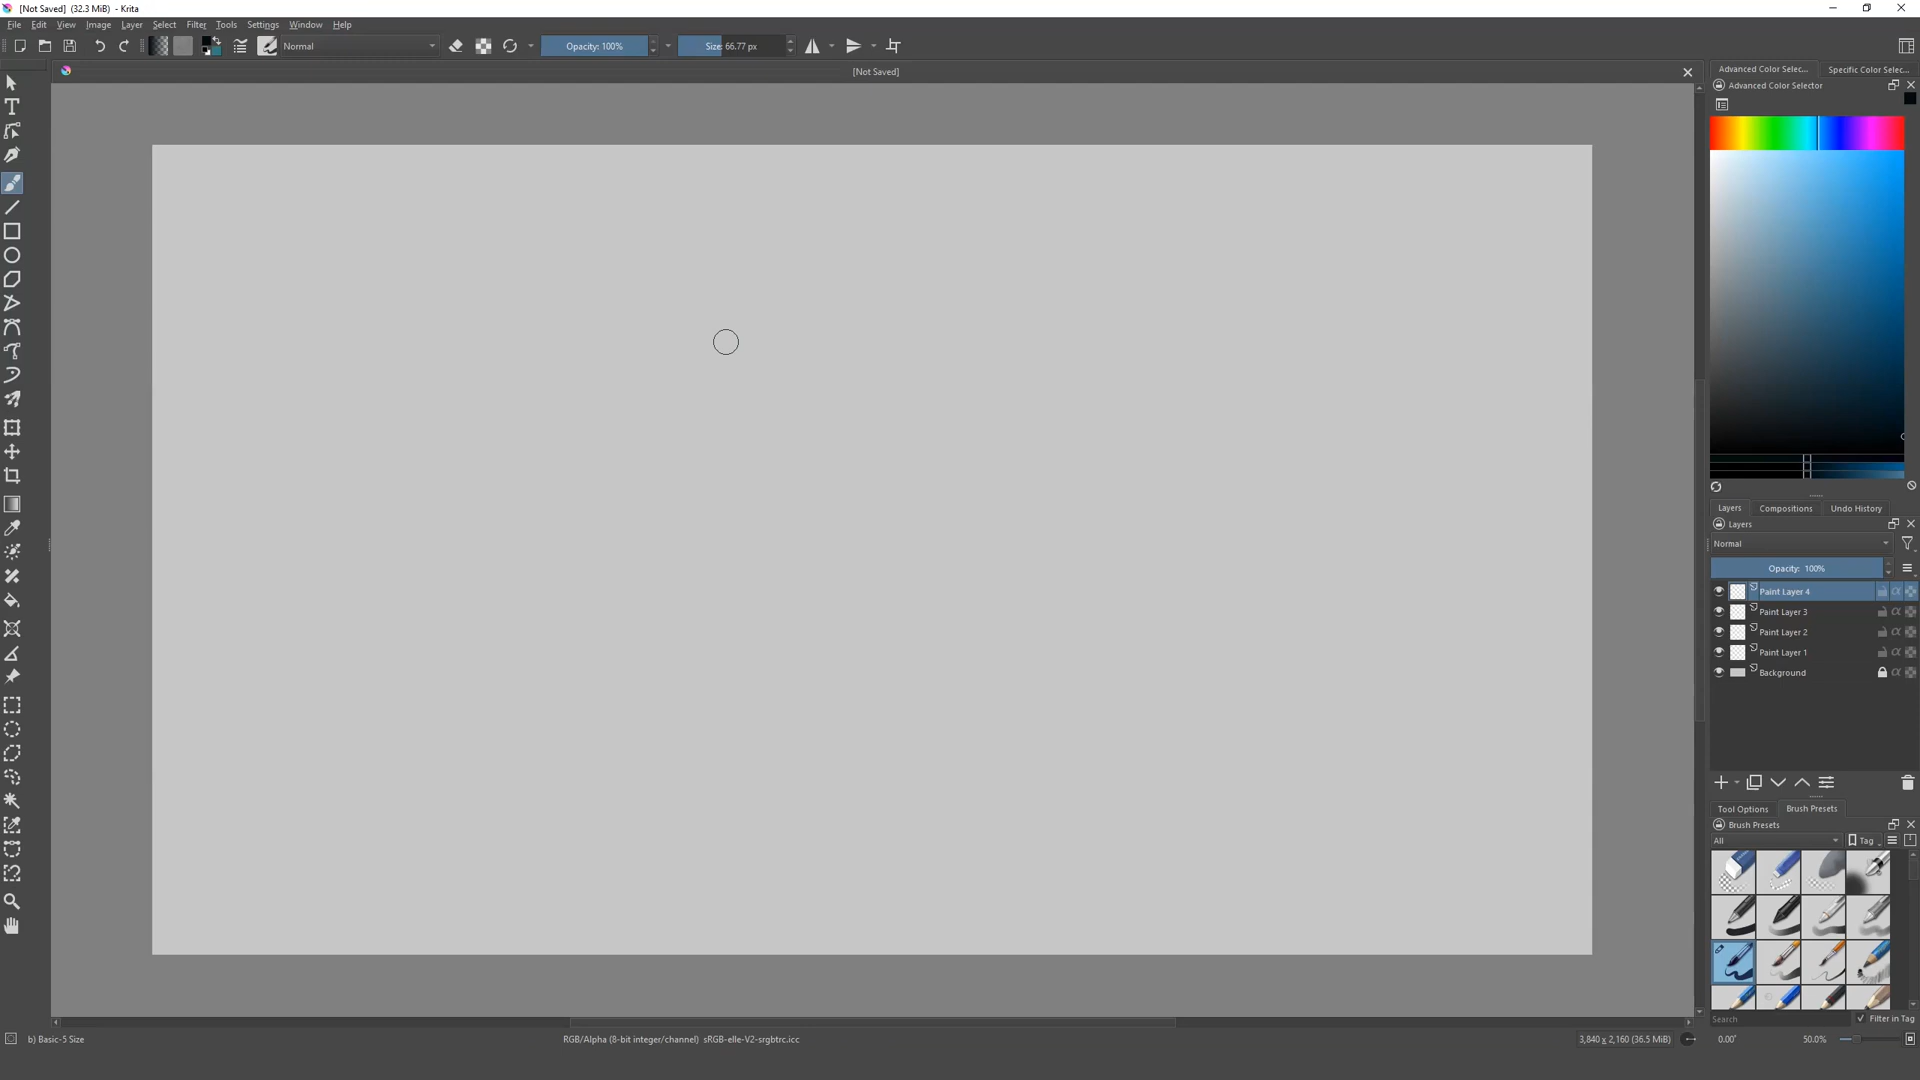 [Not Saved]  (32.3 MiB)  - Krita
File Edit View Image Layer Select Filter Tools Settings Window Help
Normal
Opacity: 100%
Size: 66.77 px
[Not Saved]
Advanced Color Selec...
Specific Color Selec...
Advanced Color Selector
Layers Compositions Undo History
Layers
Normal
Opacity: 100%
Paint Layer 4
Paint Layer 3
Paint Layer 2
Paint Layer 1
Background
Tool Options Brush Presets
Brush Presets
All
Tag
Search
Filter in Tag
b) Basic-5 Size
RGB/Alpha (8-bit integer/channel)  sRGB-elle-V2-srgbtrc.icc
3,840 x 2,160 (36.5 MiB)
0.00°
50.0%